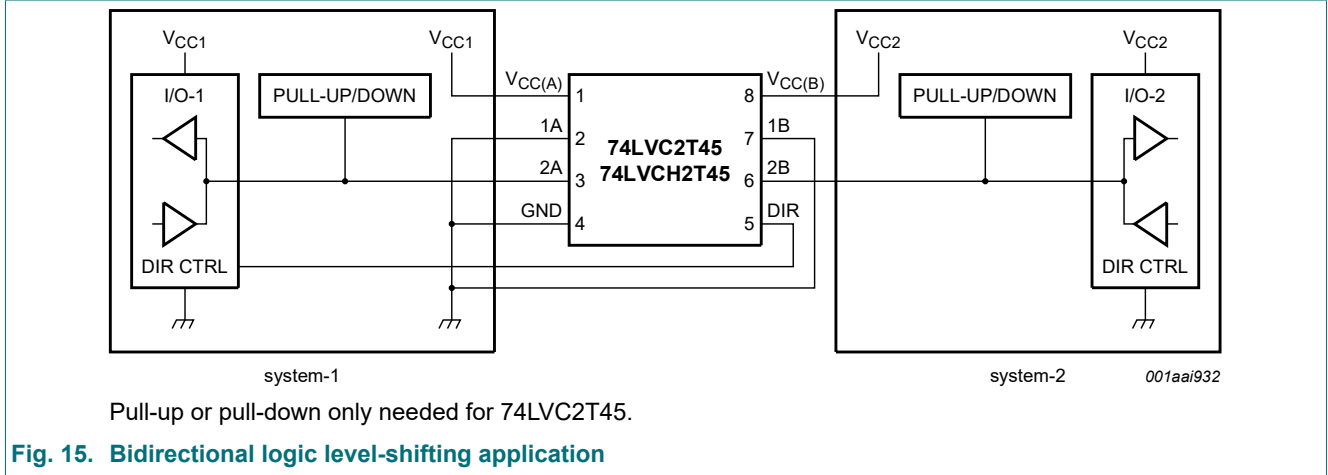 VCC1 VCC1 VCC2 VCC2
VCC(A) VCC(B)
I/O-1 PULL-UP/DOWN 1 8 PULL-UP/DOWN I/O-2
1A 2 74LVC2T45 7 1B
2A 3 74LVCH2T45 6 2B
GND 4 5 DIR
DIR CTRL DIR CTRL
system-1 system-2 001aai932
Pull-up or pull-down only needed for 74LVC2T45.
Fig. 15. Bidirectional logic level-shifting application